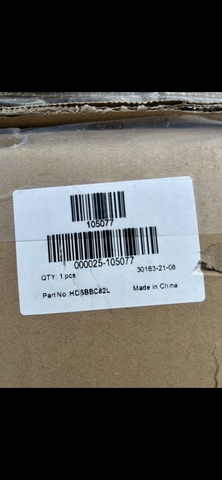 105077
000025-105077
QTY: 1 pcs 30163-21-08
Part No:HDSBBC62L Made in China